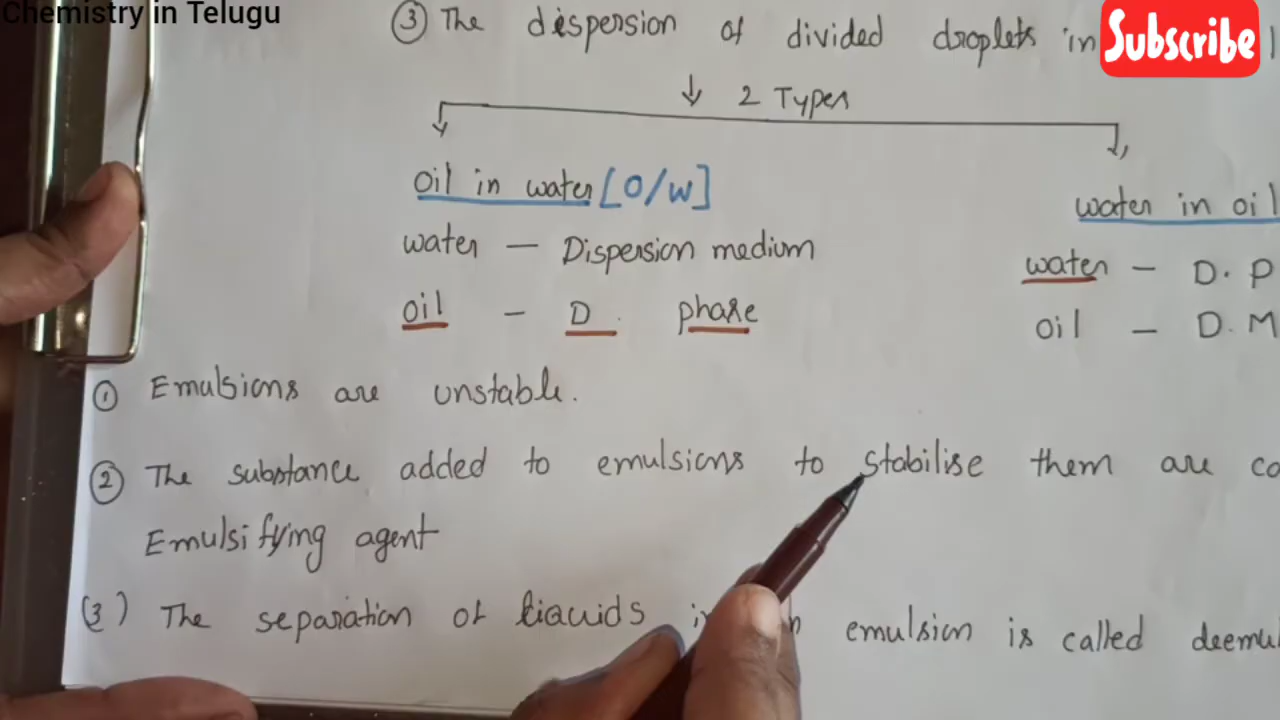 Chemistry in Telugu
③ The dispersion of divided droplets in
Subscribe
↓ 2 Types
oil in water [O/W]
water — Dispersion medium
oil — D. phase
water in oil
water — D. P
oil — D. M
① Emulsions are unstable.
② The substance added to emulsions to stabilise them are
Emulsifying agent
(3) The separation of liquids emulsion is called